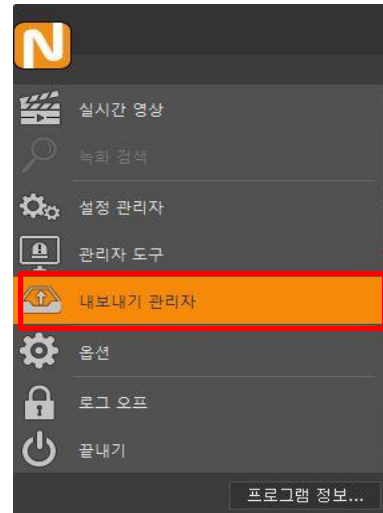 N
실시간 영상
녹화 검색
설정 관리자
관리자 도구
내보내기 관리자
옵션
로그 오프
끝내기
프로그램 정보...